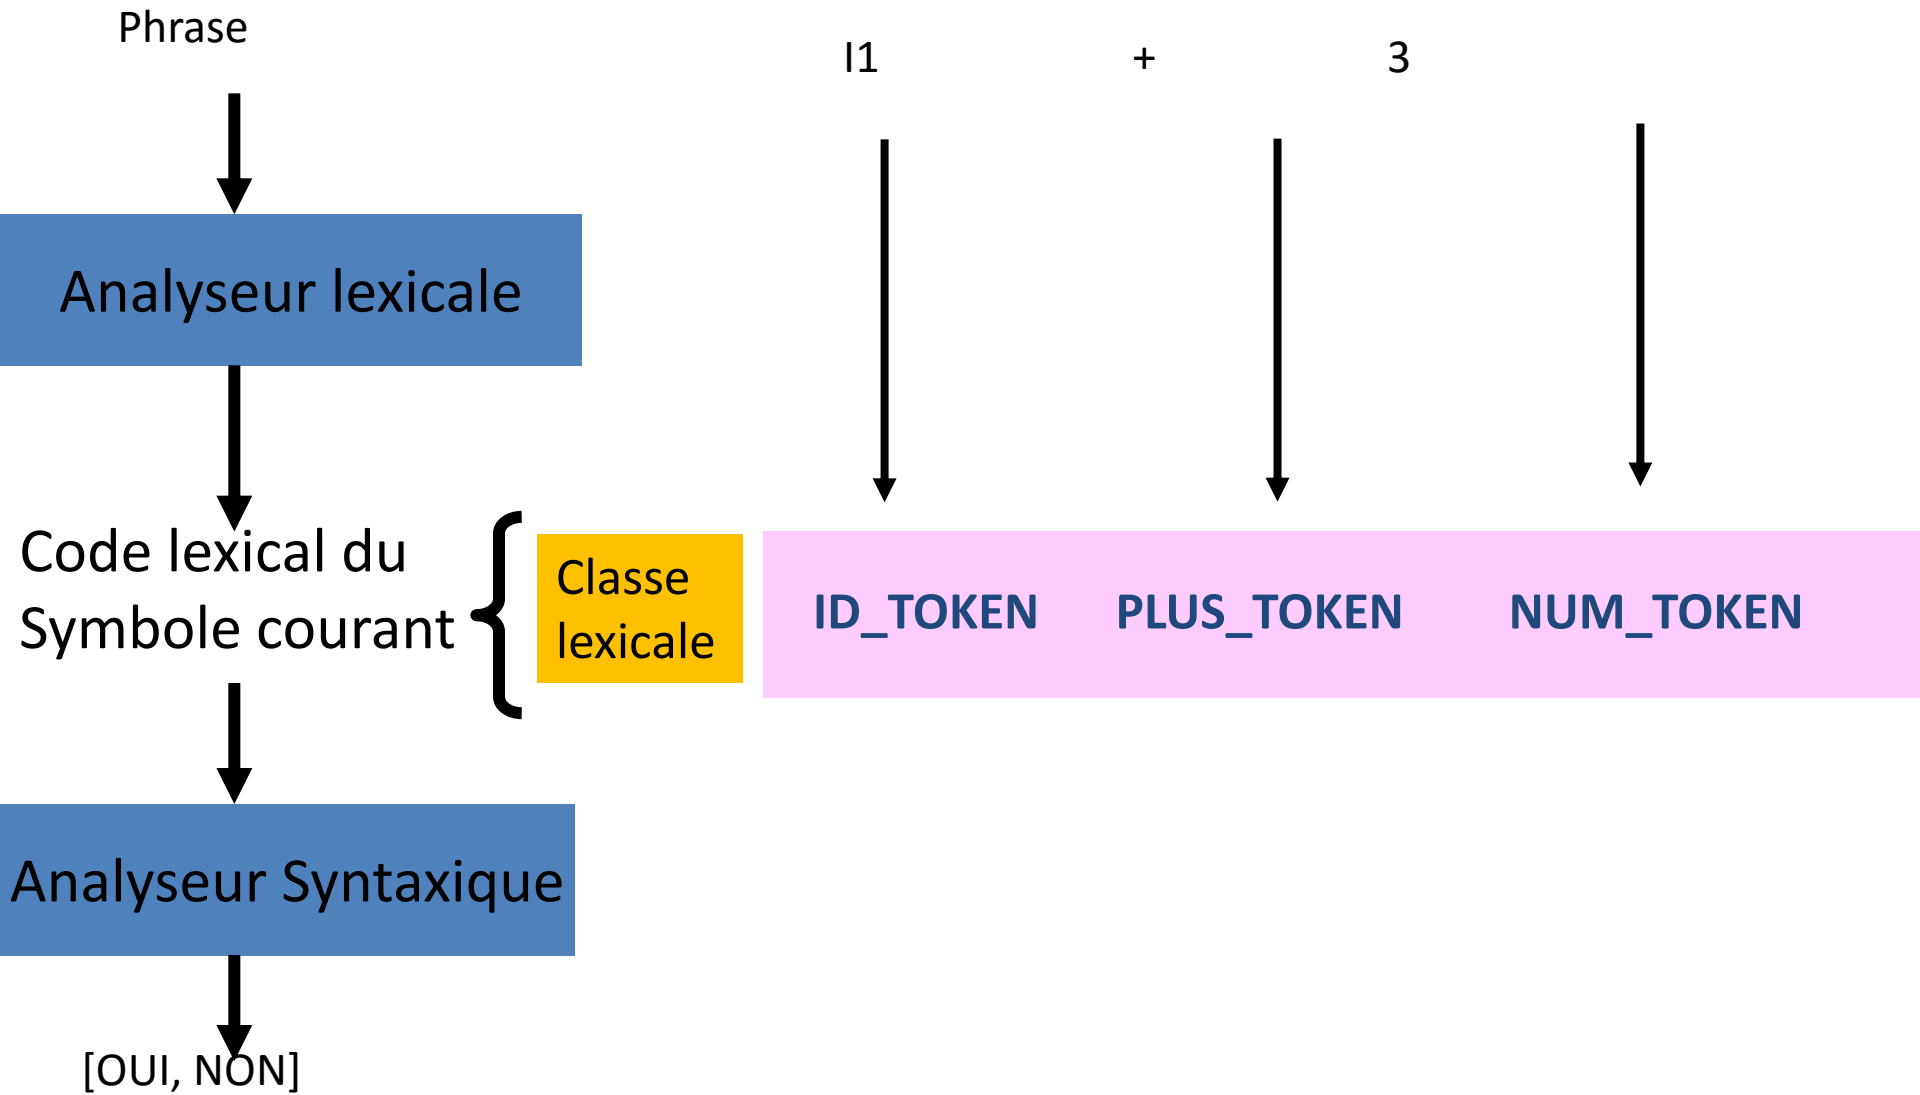 Phrase
I1 + 3
Analyseur lexicale
Code lexical du
Symbole courant
Classe
lexicale
ID_TOKEN PLUS_TOKEN NUM_TOKEN
Analyseur Syntaxique
[OUI, NON]